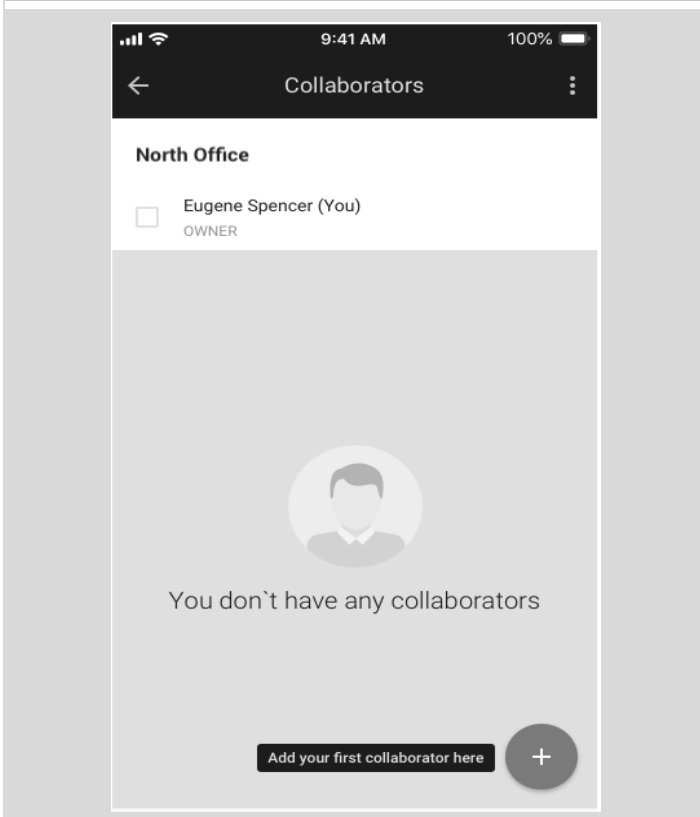 9:41 AM 100%
Collaborators
North Office
Eugene Spencer (You)
OWNER
You don`t have any collaborators
Add your first collaborator here